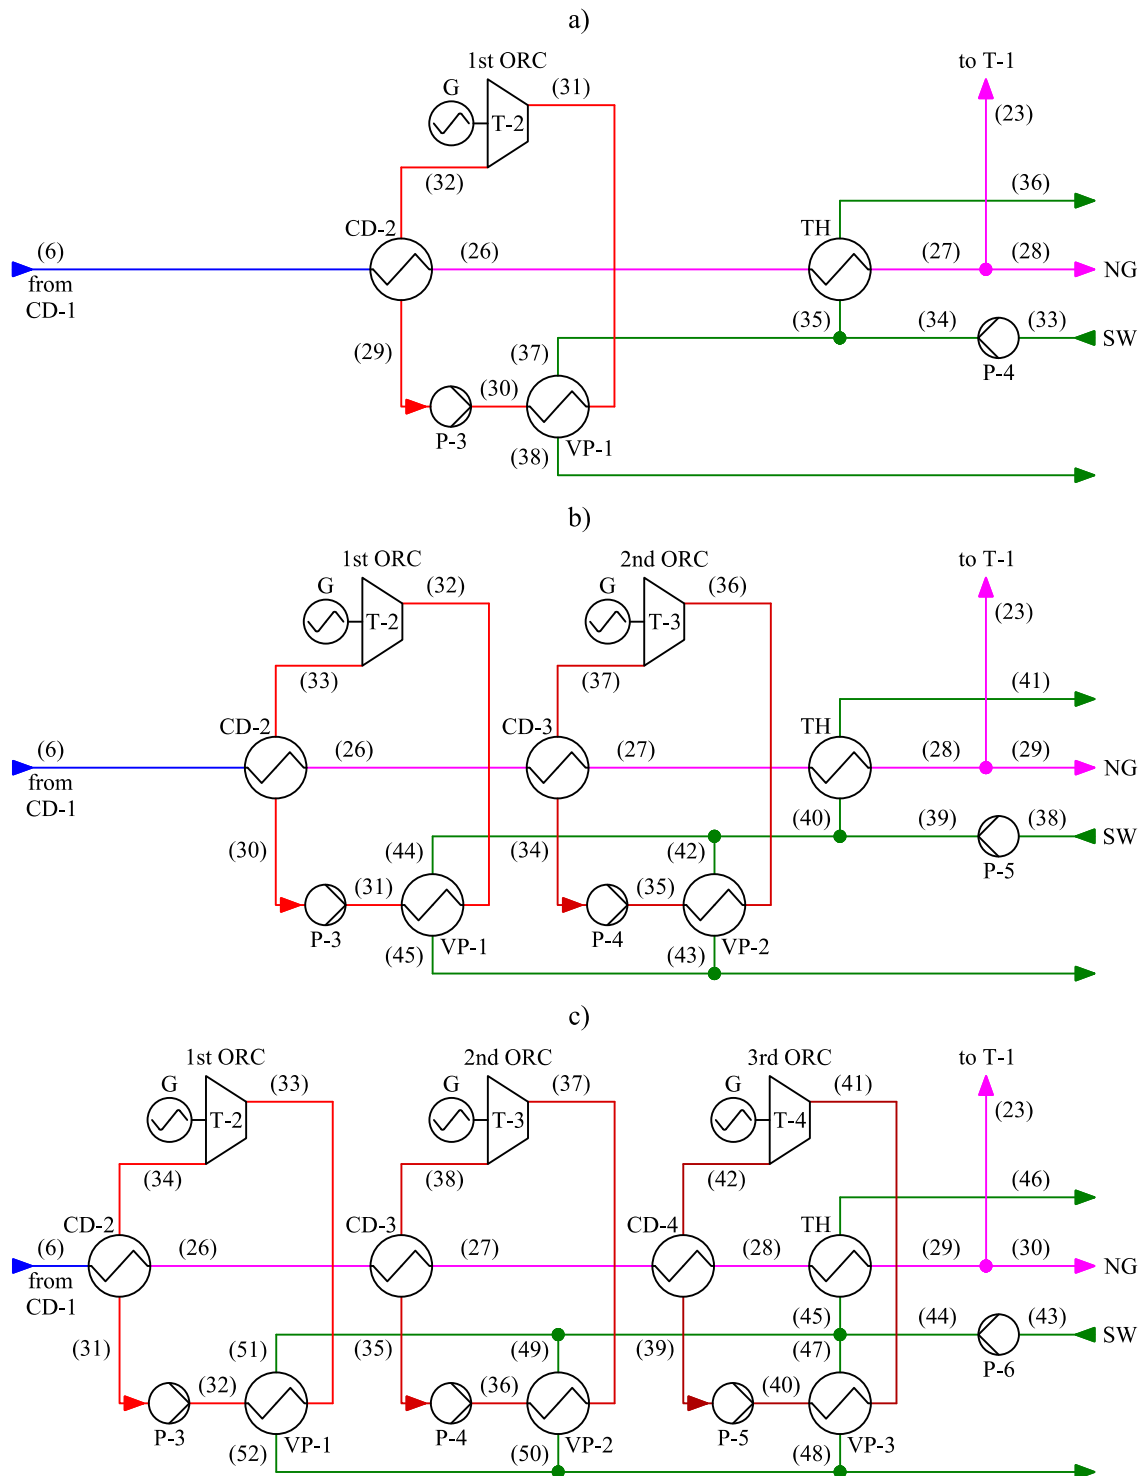 a)
1st ORC
to T-1
G
(31)
T-2
(23)
(32)
(36)
CD-2
TH
(6)
(26)
(27)
(28)
NG
from
CD-1
(35)
(34)
(33)
SW
(29)
(37)
P-4
(30)
P-3
VP-1
(38)
b)
1st ORC
2nd ORC
to T-1
G
(32)
G
(36)
T-2
T-3
(23)
(33)
(37)
(41)
CD-2
CD-3
TH
(6)
(26)
(27)
(28)
(29)
NG
from
CD-1
(40)
(39)
(38)
SW
(30)
(44)
(34)
(42)
P-5
(31)
(35)
P-3
VP-1
P-4
VP-2
(45)
(43)
c)
1st ORC
2nd ORC
3rd ORC
to T-1
G
(33)
G
(37)
G
(41)
T-2
T-3
T-4
(23)
(34)
(38)
(42)
(46)
CD-2
CD-3
CD-4
TH
(6)
(26)
(27)
(28)
(29)
(30)
NG
from
CD-1
(45)
(44)
(43)
SW
(31)
(51)
(35)
(49)
(39)
(47)
P-6
(32)
(36)
(40)
P-3
VP-1
P-4
VP-2
P-5
VP-3
(52)
(50)
(48)